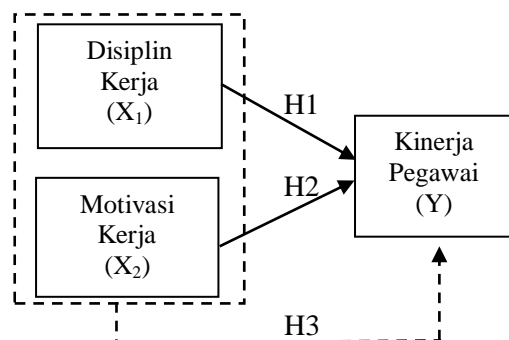 Disiplin
Kerja
(X₁)
H1
Kinerja
Pegawai
(Y)
H2
Motivasi
Kerja
(X₂)
H3